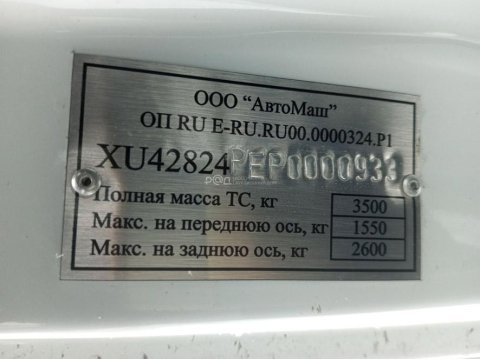 ООО “АвтоМаш”
ОП RU Е-RU.RU00.0000324.Р1
XU42824PEP0000933
Полная масса ТС, кг 3500
Макс. на переднюю ось, кг 1550
Макс. на заднюю ось, кг 2600